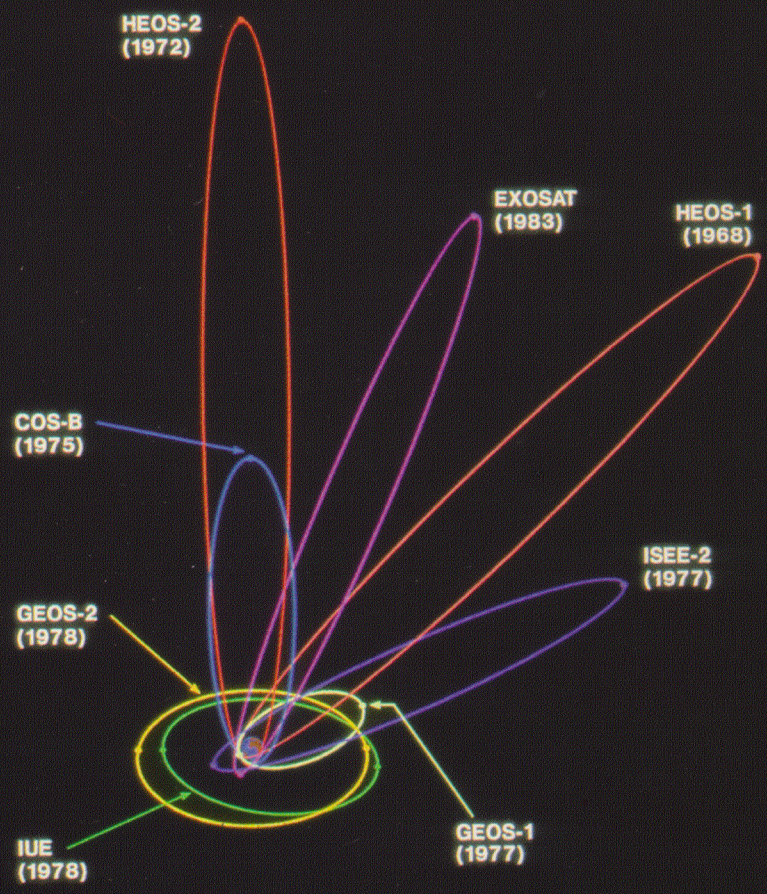 HEOS-2
(1972)
EXOSAT
(1983)
HEOS-1
(1968)
COS-B
(1975)
ISEE-2
(1977)
GEOS-2
(1978)
GEOS-1
(1977)
IUE
(1978)